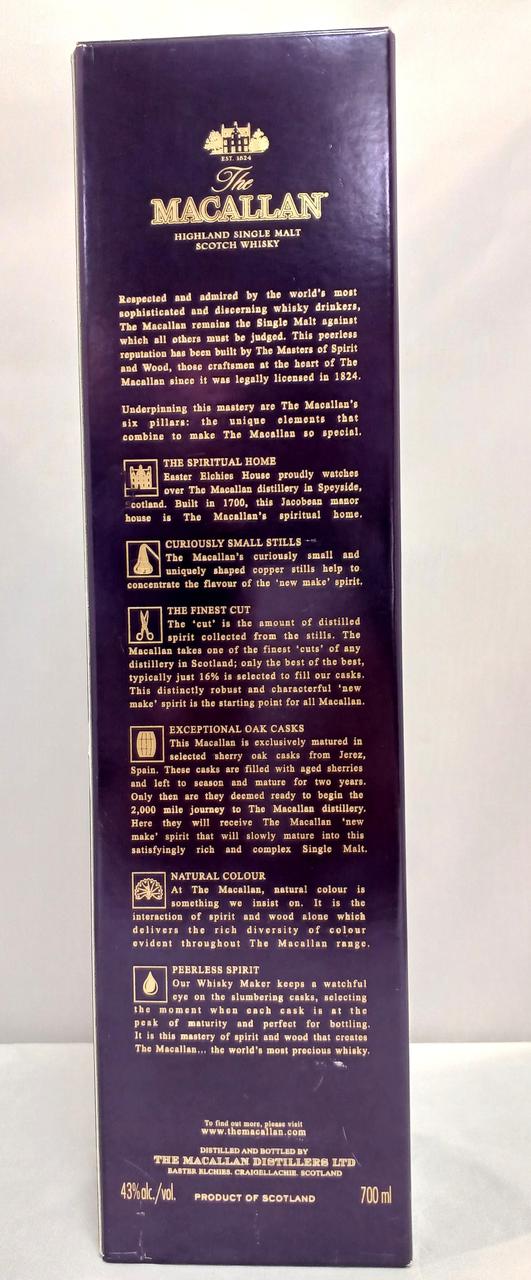 EST. 1824
The
MACALLAN
HIGHLAND SINGLE MALT
SCOTCH WHISKY
Respected and admired by the world's most
sophisticated and discerning whisky drinkers,
The Macallan remains the Single Malt against
which all others must be judged. This peerless
reputation has been built by The Masters of Spirit
and Wood, those craftsmen at the heart of The
Macallan since it was legally licensed in 1824.
Underpinning this mastery are The Macallan's
six pillars: the unique elements that
combine to make The Macallan so special.
THE SPIRITUAL HOME
Easter Elchies House proudly watches
over The Macallan distillery in Speyside,
cotland. Built in 1700, this Jacobean manor
house is The Macallan's spiritual home.
CURIOUSLY SMALL STILLS
The Macallan's curiously small and
uniquely shaped copper stills help to
concentrate the flavour of the 'new make' spirit.
THE FINEST CUT
The 'cut' is the amount of distilled
spirit collected from the stills. The
Macallan takes one of the finest 'cuts' of any
distillery in Scotland; only the best of the best,
typically just 16% is selected to fill our casks.
This distinctly robust and characterful 'new
make' spirit is the starting point for all Macallan.
EXCEPTIONAL OAK CASKS
This Macallan is exclusively matured in
selected sherry oak casks from Jerez,
Spain. These casks are filled with aged sherries
and left to season and mature for two years.
Only then are they deemed ready to begin the
2,000 mile journey to The Macallan distillery.
Here they will receive The Macallan 'new
make' spirit that will slowly mature into this
satisfyingly rich and complex Single Malt.
NATURAL COLOUR
At The Macallan, natural colour is
something we insist on. It is the
interaction of spirit and wood alone which
delivers the rich diversity of colour
evident throughout The Macallan range.
PEERLESS SPIRIT
Our Whisky Maker keeps a watchful
eye on the slumbering casks, selecting
the moment when each cask is at the
peak of maturity and perfect for bottling.
It is this mastery of spirit and wood that creates
The Macallan... the world's most precious whisky.
To find out more, please visit
www.themacallan.com
DISTILLED AND BOTTLED BY
THE MACALLAN DISTILLERS LTD
EASTER ELCHIES, CRAIGELLACHIE, SCOTLAND
43%alc./vol. PRODUCT OF SCOTLAND 700 ml